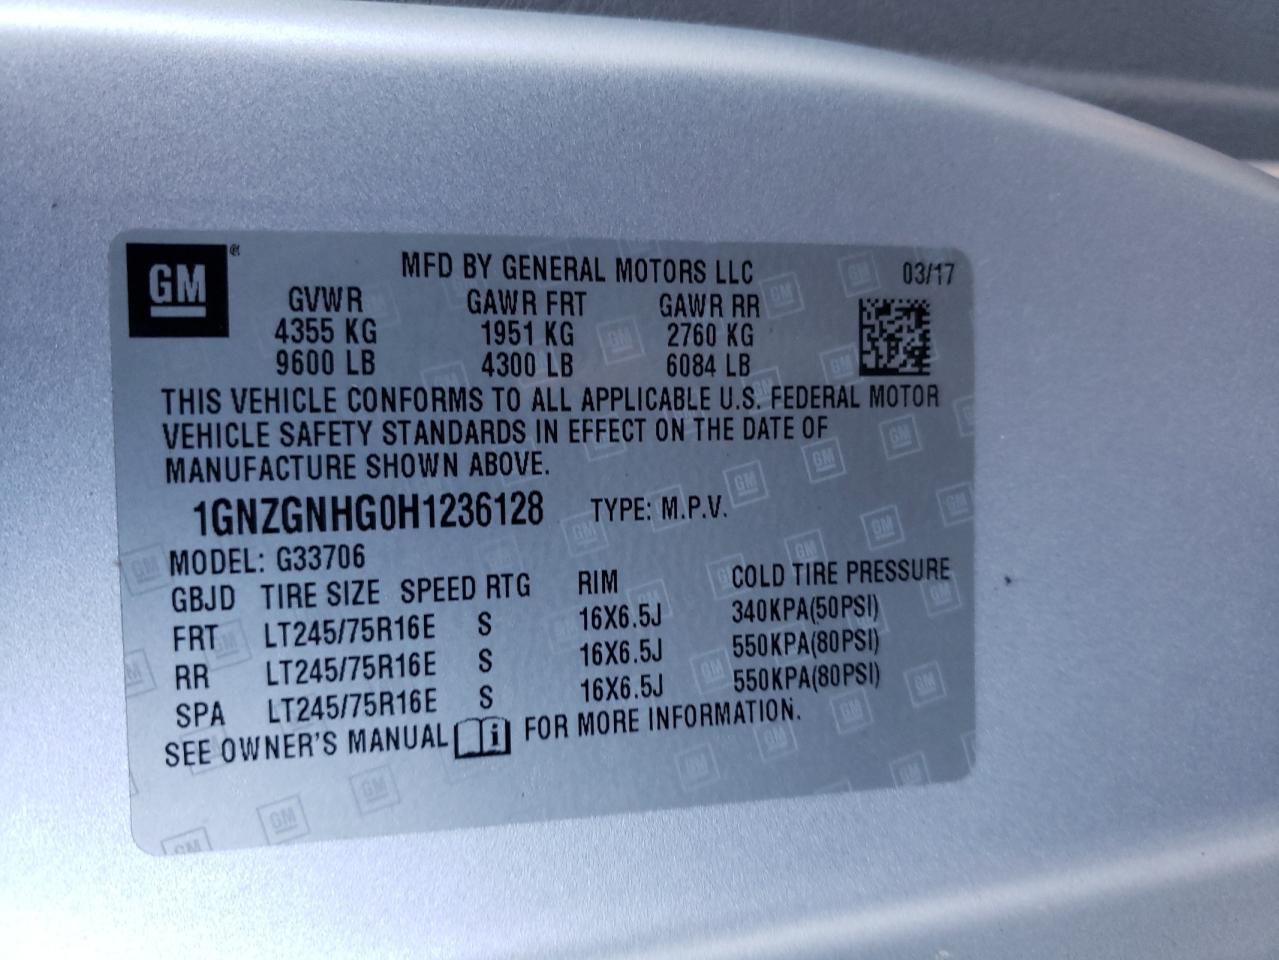 GM ®
MFD BY GENERAL MOTORS LLC 03/17
GVWR GAWR FRT GAWR RR
4355 KG 1951 KG 2760 KG
9600 LB 4300 LB 6084 LB
THIS VEHICLE CONFORMS TO ALL APPLICABLE U.S. FEDERAL MOTOR
VEHICLE SAFETY STANDARDS IN EFFECT ON THE DATE OF
MANUFACTURE SHOWN ABOVE.
1GNZGNHG0H1236128 TYPE: M.P.V.
MODEL: G33706
GBJD TIRE SIZE SPEED RTG RIM COLD TIRE PRESSURE
FRT LT245/75R16E S 16X6.5J 340KPA(50PSI)
RR LT245/75R16E S 16X6.5J 550KPA(80PSI)
SPA LT245/75R16E S 16X6.5J 550KPA(80PSI)
SEE OWNER'S MANUAL i FOR MORE INFORMATION.